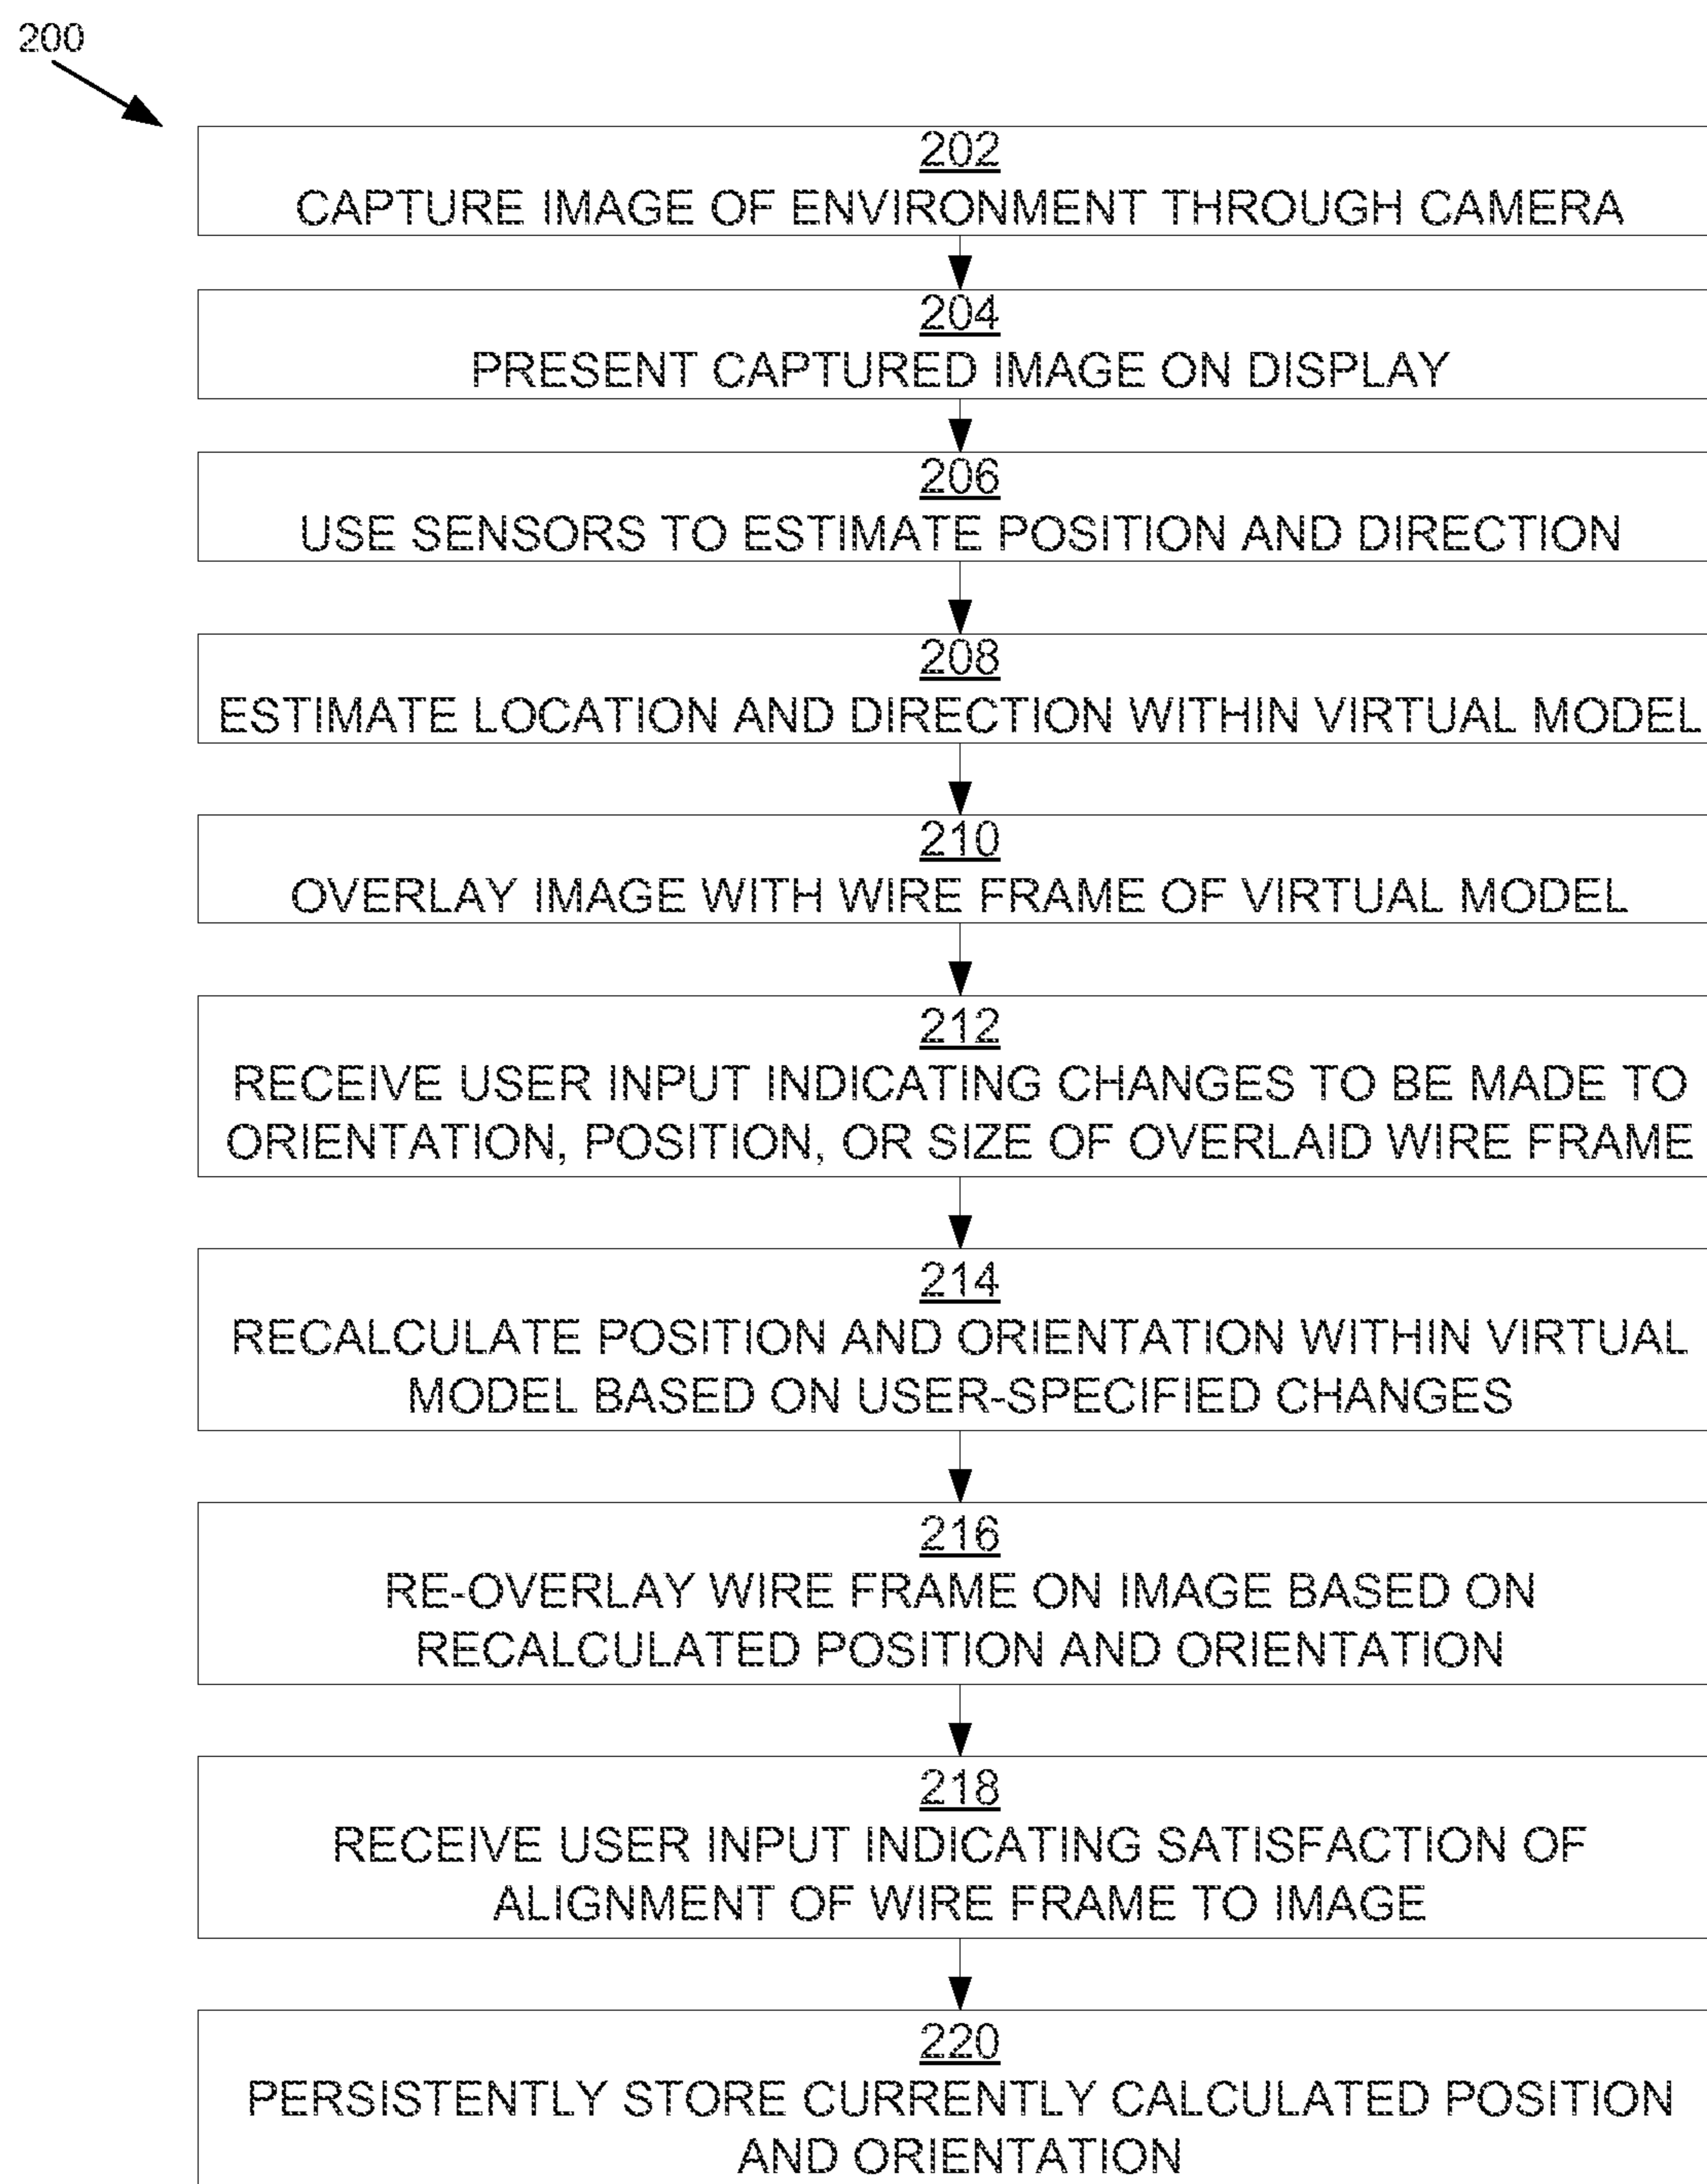 200
202
CAPTURE IMAGE OF ENVIRONMENT THROUGH CAMERA
204
PRESENT CAPTURED IMAGE ON DISPLAY
206
USE SENSORS TO ESTIMATE POSITION AND DIRECTION
208
ESTIMATE LOCATION AND DIRECTION WITHIN VIRTUAL MODEL
210
OVERLAY IMAGE WITH WIRE FRAME OF VIRTUAL MODEL
212
RECEIVE USER INPUT INDICATING CHANGES TO BE MADE TO
ORIENTATION, POSITION, OR SIZE OF OVERLAID WIRE FRAME
214
RECALCULATE POSITION AND ORIENTATION WITHIN VIRTUAL
MODEL BASED ON USER-SPECIFIED CHANGES
216
RE-OVERLAY WIRE FRAME ON IMAGE BASED ON
RECALCULATED POSITION AND ORIENTATION
218
RECEIVE USER INPUT INDICATING SATISFACTION OF
ALIGNMENT OF WIRE FRAME TO IMAGE
220
PERSISTENTLY STORE CURRENTLY CALCULATED POSITION
AND ORIENTATION